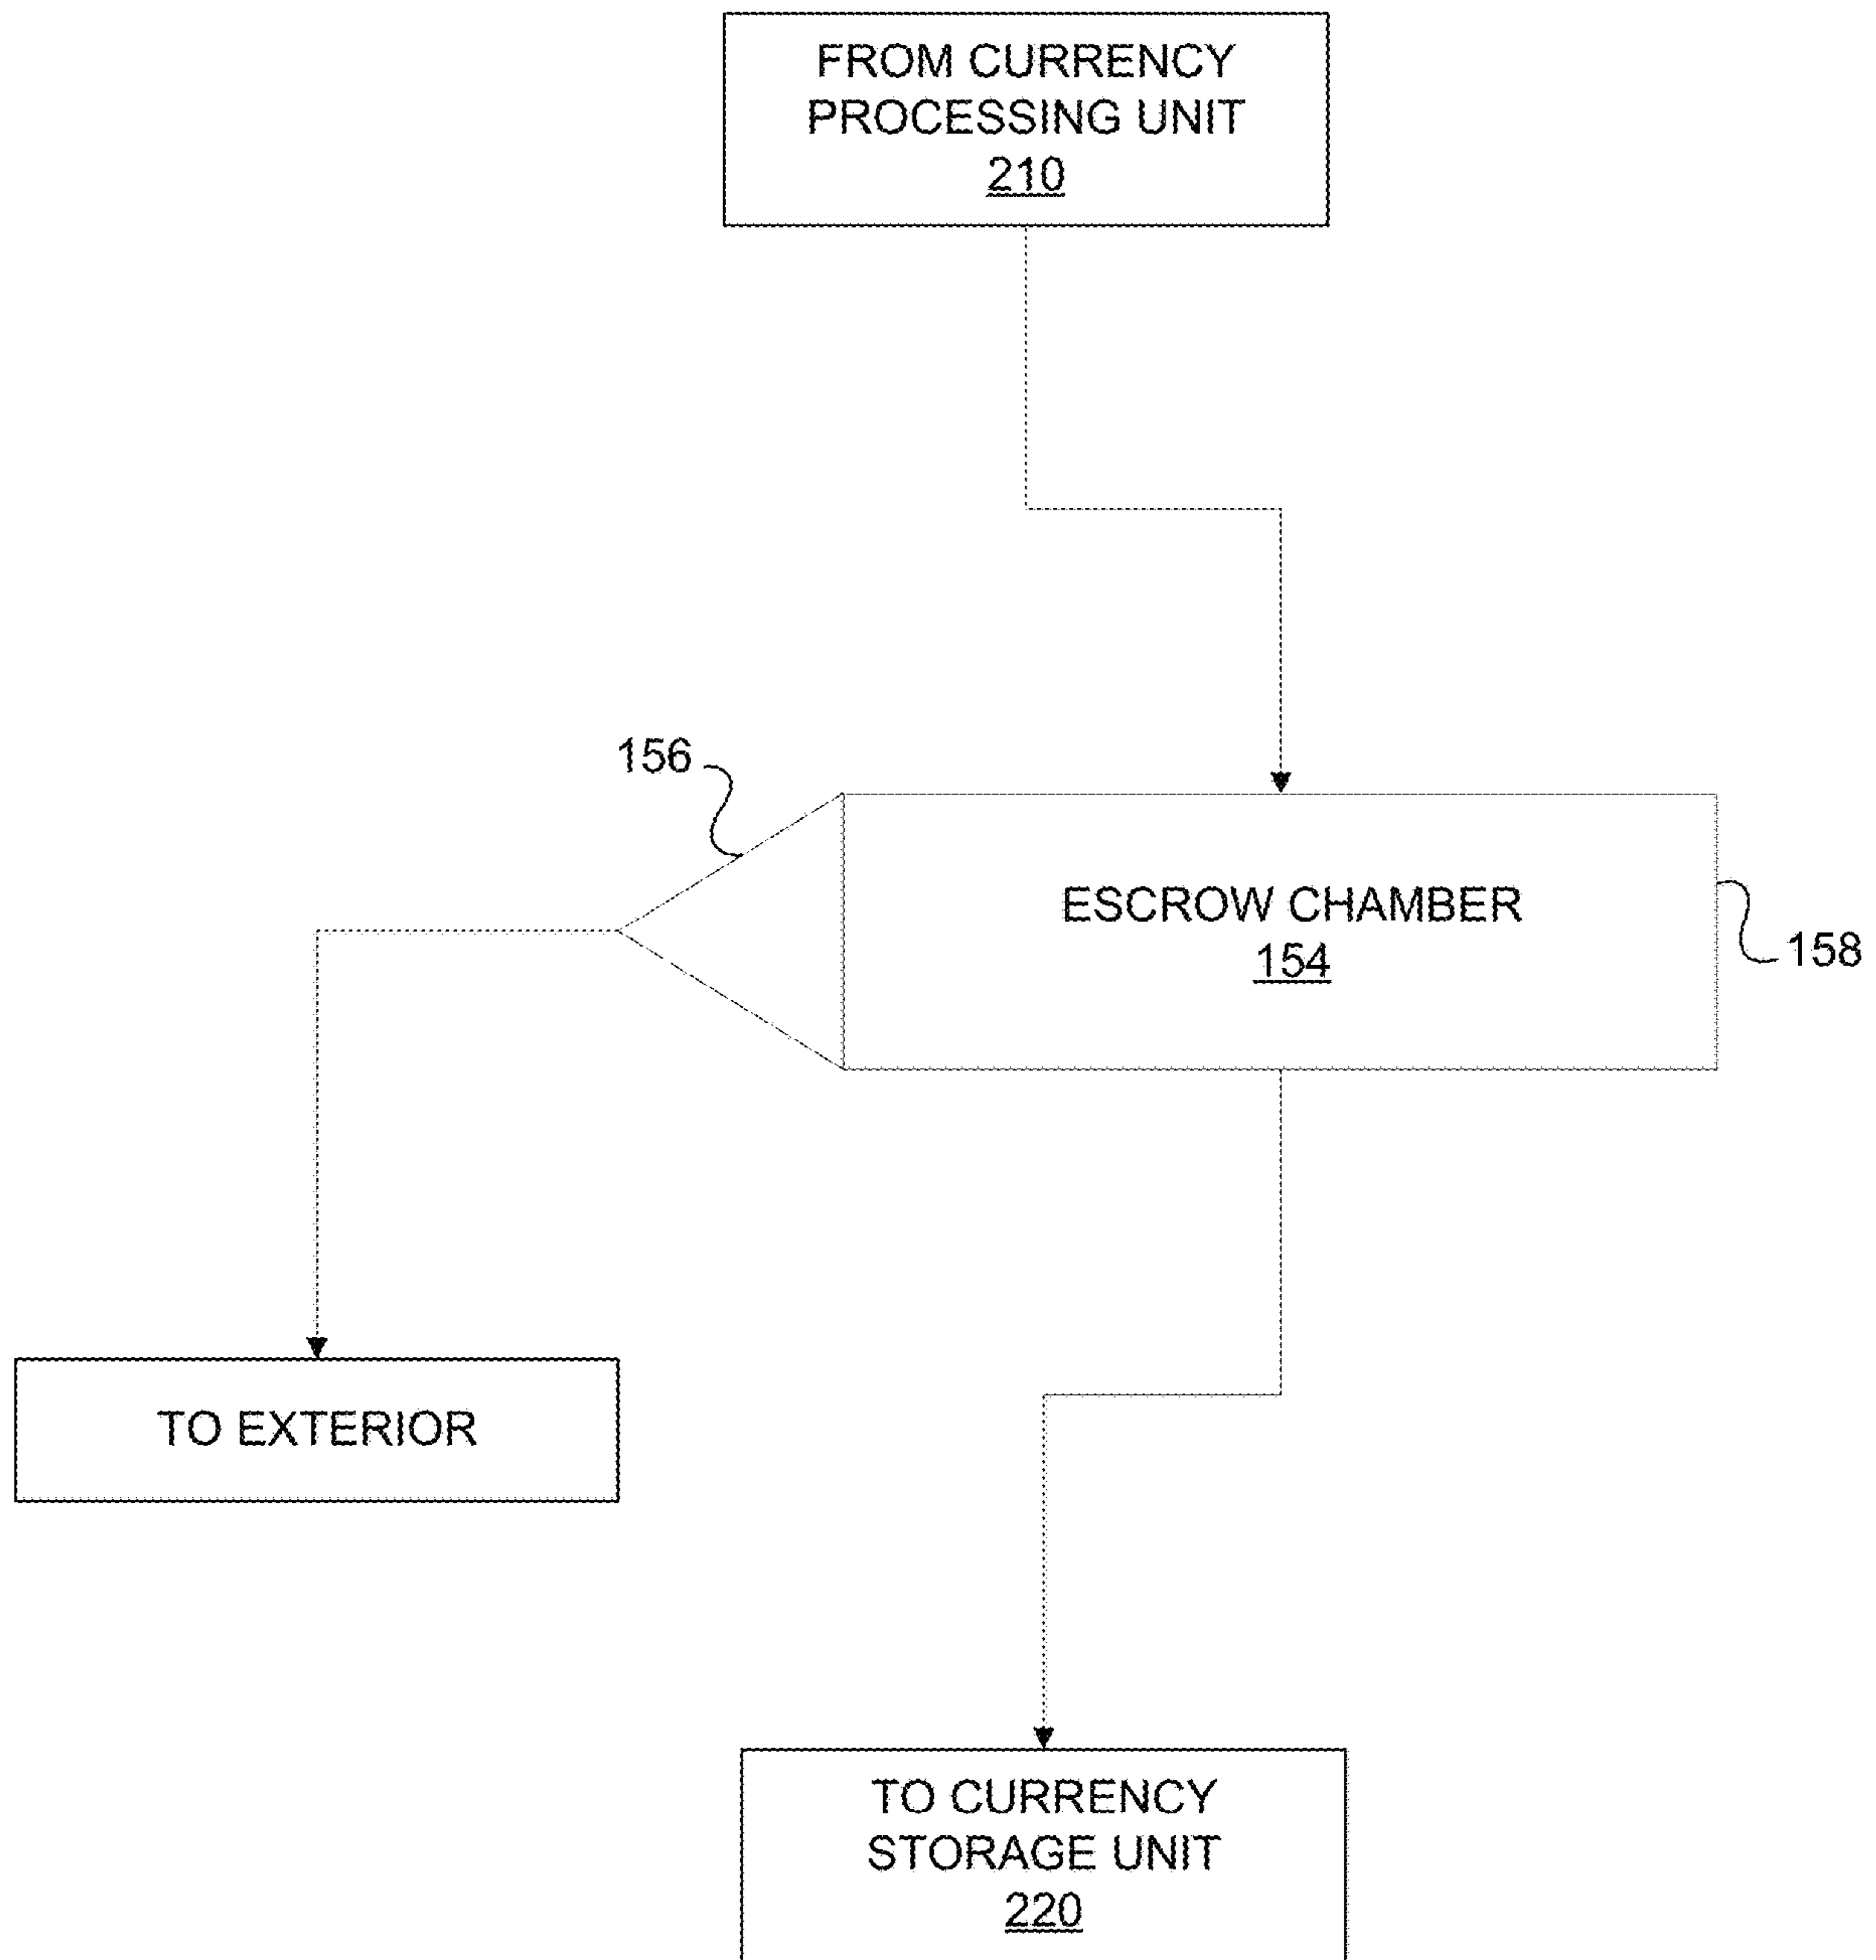 FROM CURRENCY
PROCESSING UNIT
210
156
ESCROW CHAMBER
154
158
TO EXTERIOR
TO CURRENCY
STORAGE UNIT
220